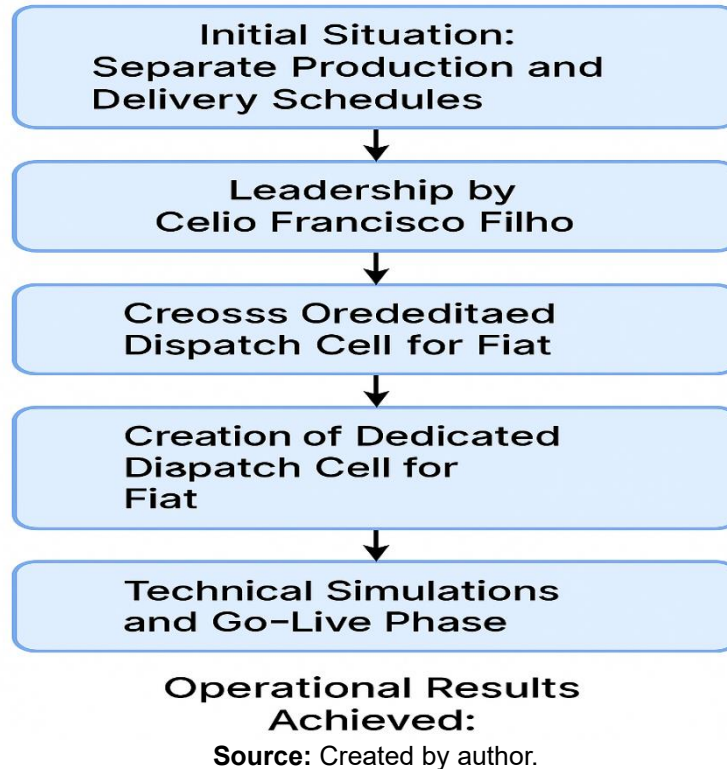 Initial Situation:
Separate Production and
Delivery Schedules
Leadership by
Celio Francisco Filho
Creosss Orededitaed
Dispatch Cell for Fiat
Creation of Dedicated
Dispatch Cell for
Fiat
Technical Simulations
and Go-Live Phase
Operational Results
Achieved:
Source: Created by author.